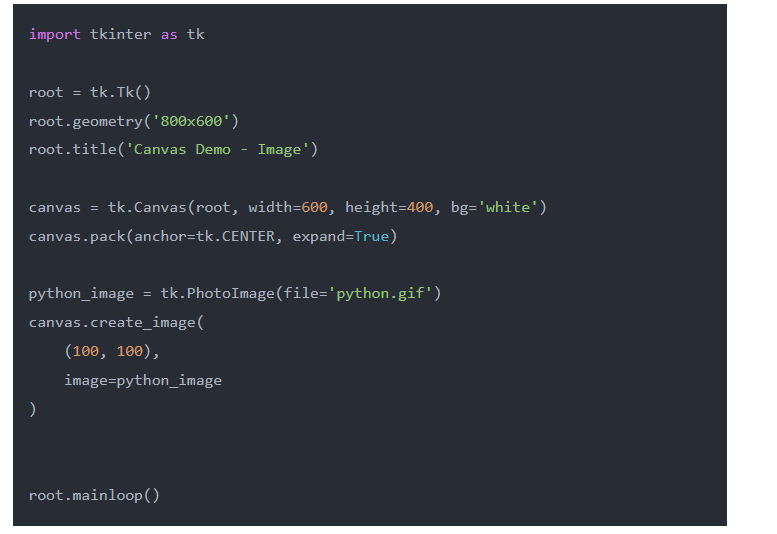 import tkinter as tk
root = tk.Tk()
root.geometry('800x600')
root.title('Canvas Demo - Image')
canvas = tk.Canvas(root, width=600, height=400, bg='white')
canvas.pack(anchor=tk.CENTER, expand=True)
python_image = tk.PhotoImage(file='python.gif')
canvas.create_image(
    (100, 100),
    image=python_image
)
root.mainloop()